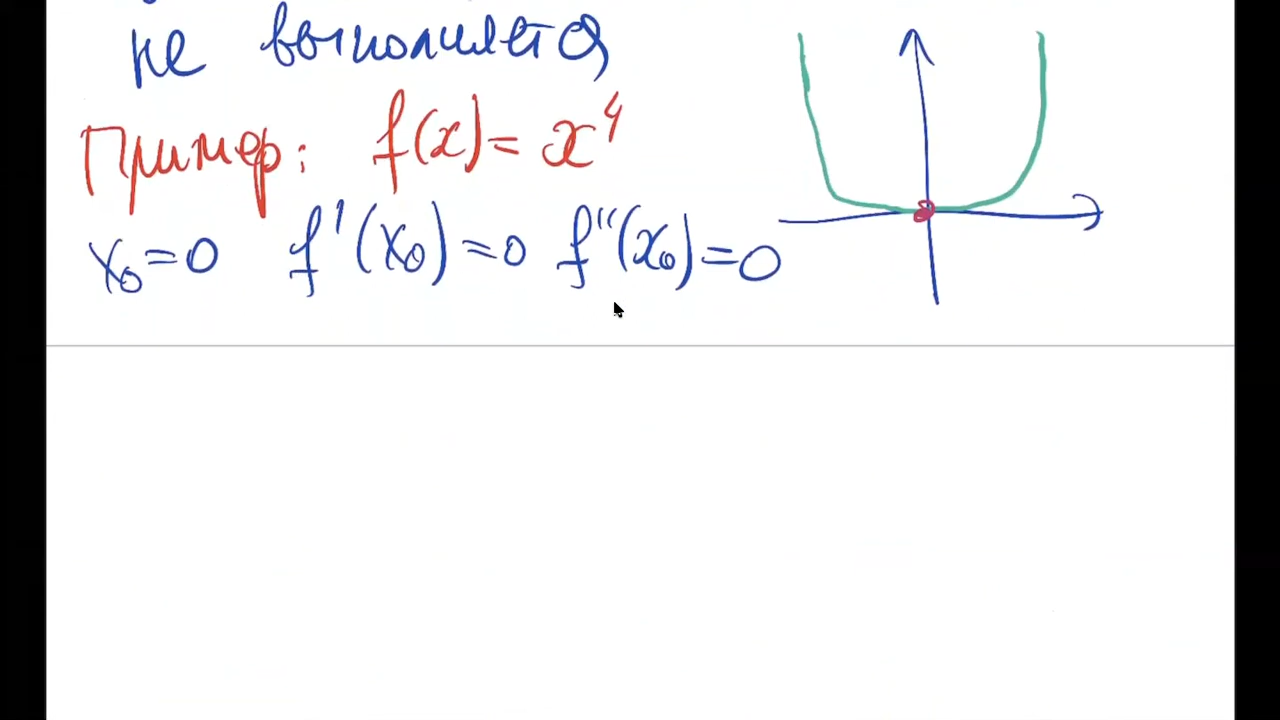 не выполняется
Пример: f(x) = x⁴
x₀ = 0 f'(x₀) = 0 f''(x₀) = 0